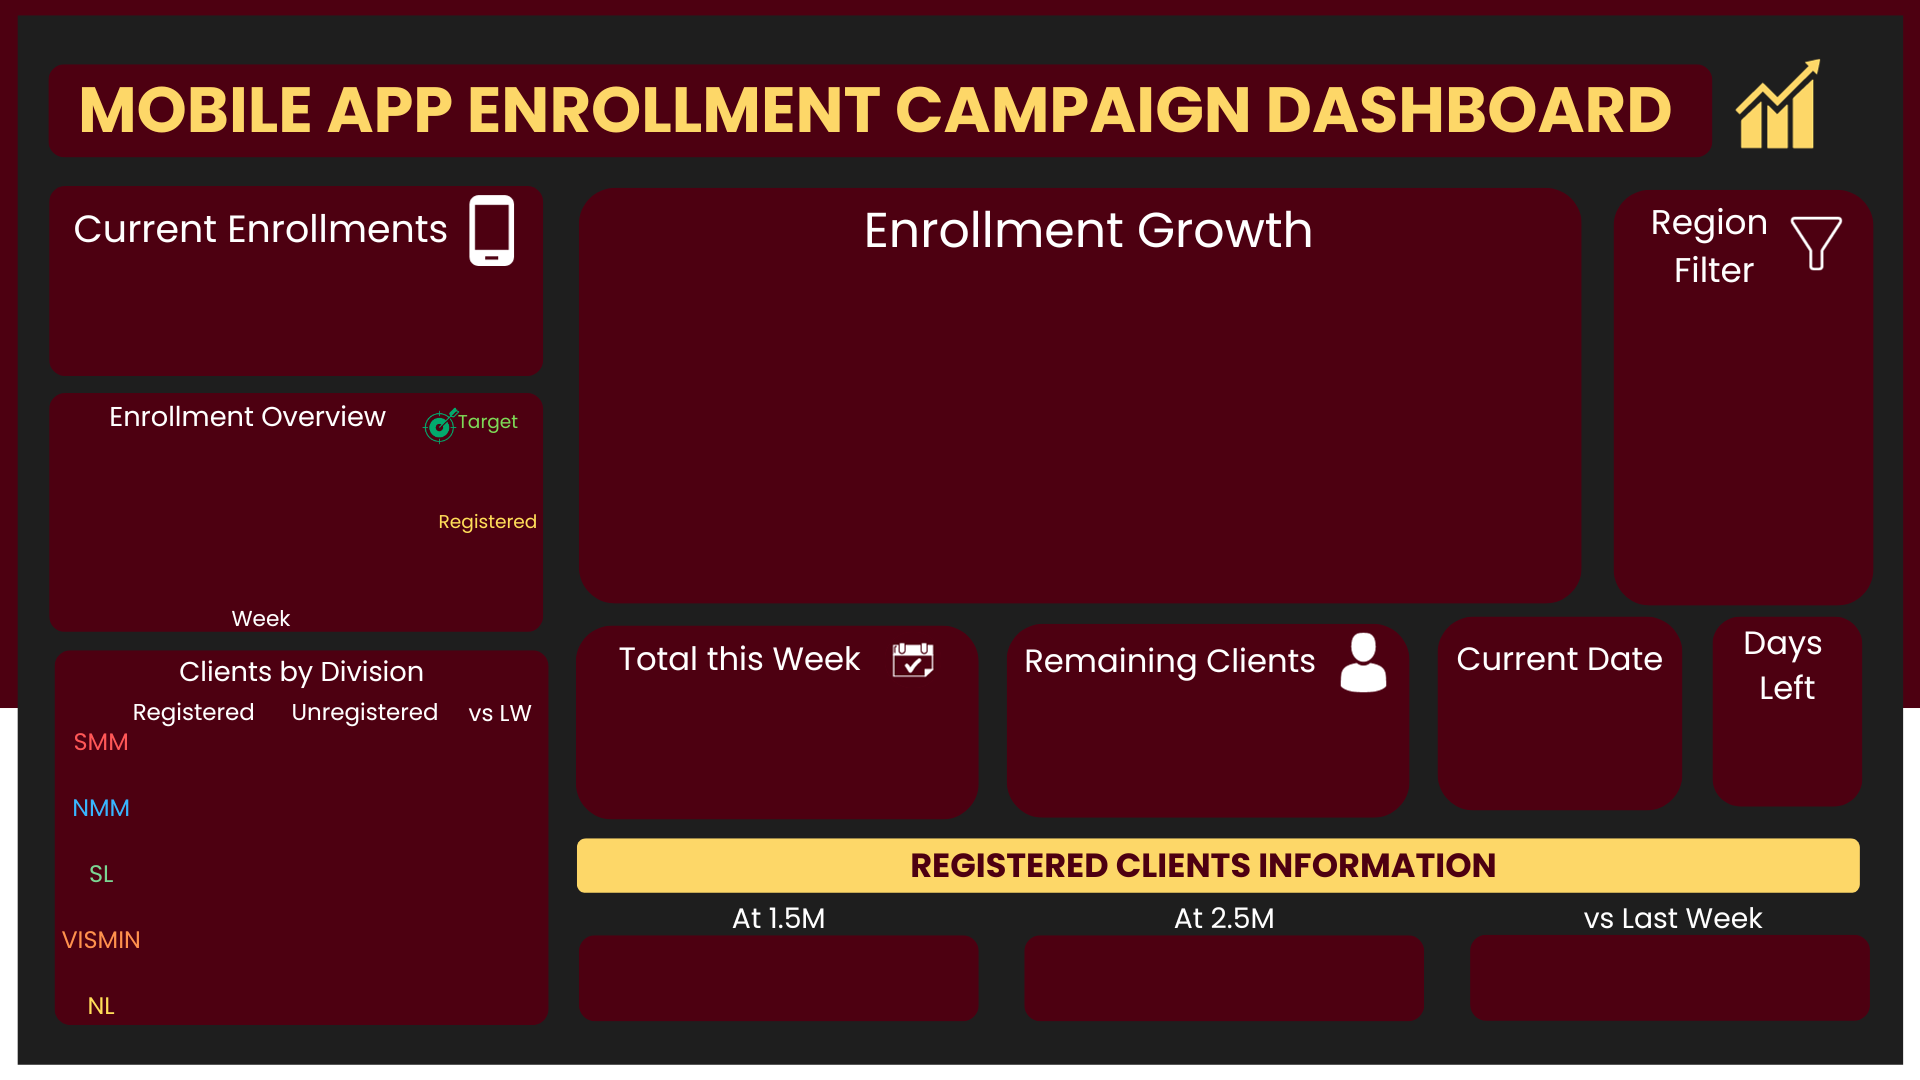 MOBILE APP ENROLLMENT CAMPAIGN DASHBOARD
Current Enrollments
Enrollment Growth
Region
Filter
Enrollment Overview
Target
Registered
Week
Clients by Division
Registered Unregistered vs LW
SMM
NMM
SL
VISMIN
NL
Total this Week
Remaining Clients
Current Date
Days
Left
REGISTERED CLIENTS INFORMATION
At 1.5M
At 2.5M
vs Last Week